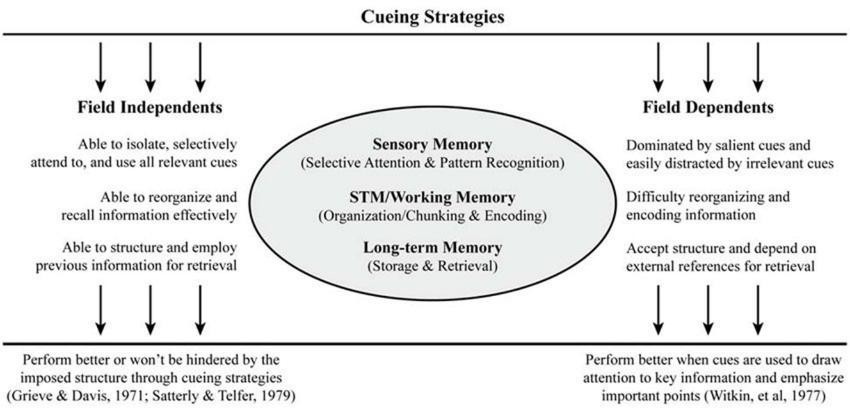 Cueing Strategies
Field Independents
Able to isolate, selectively
attend to, and use all relevant cues
Able to reorganize and
recall information effectively
Able to structure and employ
previous information for retrieval
Perform better or won't be hindered by the
imposed structure through cueing strategies
(Grieve & Davis, 1971; Satterly & Telfer, 1979)
Sensory Memory
(Selective Attention & Pattern Recognition)
STM/Working Memory
(Organization/Chunking & Encoding)
Long-term Memory
(Storage & Retrieval)
Field Dependents
Dominated by salient cues and
easily distracted by irrelevant cues
Difficulty reorganizing and
encoding information
Accept structure and depend on
external references for retrieval
Perform better when cues are used to draw
attention to key information and emphasize
important points (Witkin, et al, 1977)